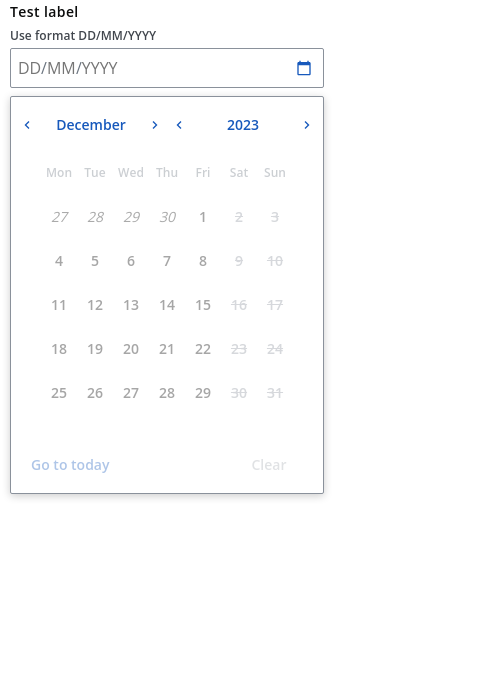 Test label
Use format DD/MM/YYYY
DD/MM/YYYY
December 2023
Mon Tue Wed Thu Fri Sat Sun
27 28 29 30 1 2 3
4 5 6 7 8 9 10
11 12 13 14 15 16 17
18 19 20 21 22 23 24
25 26 27 28 29 30 31
Go to today Clear